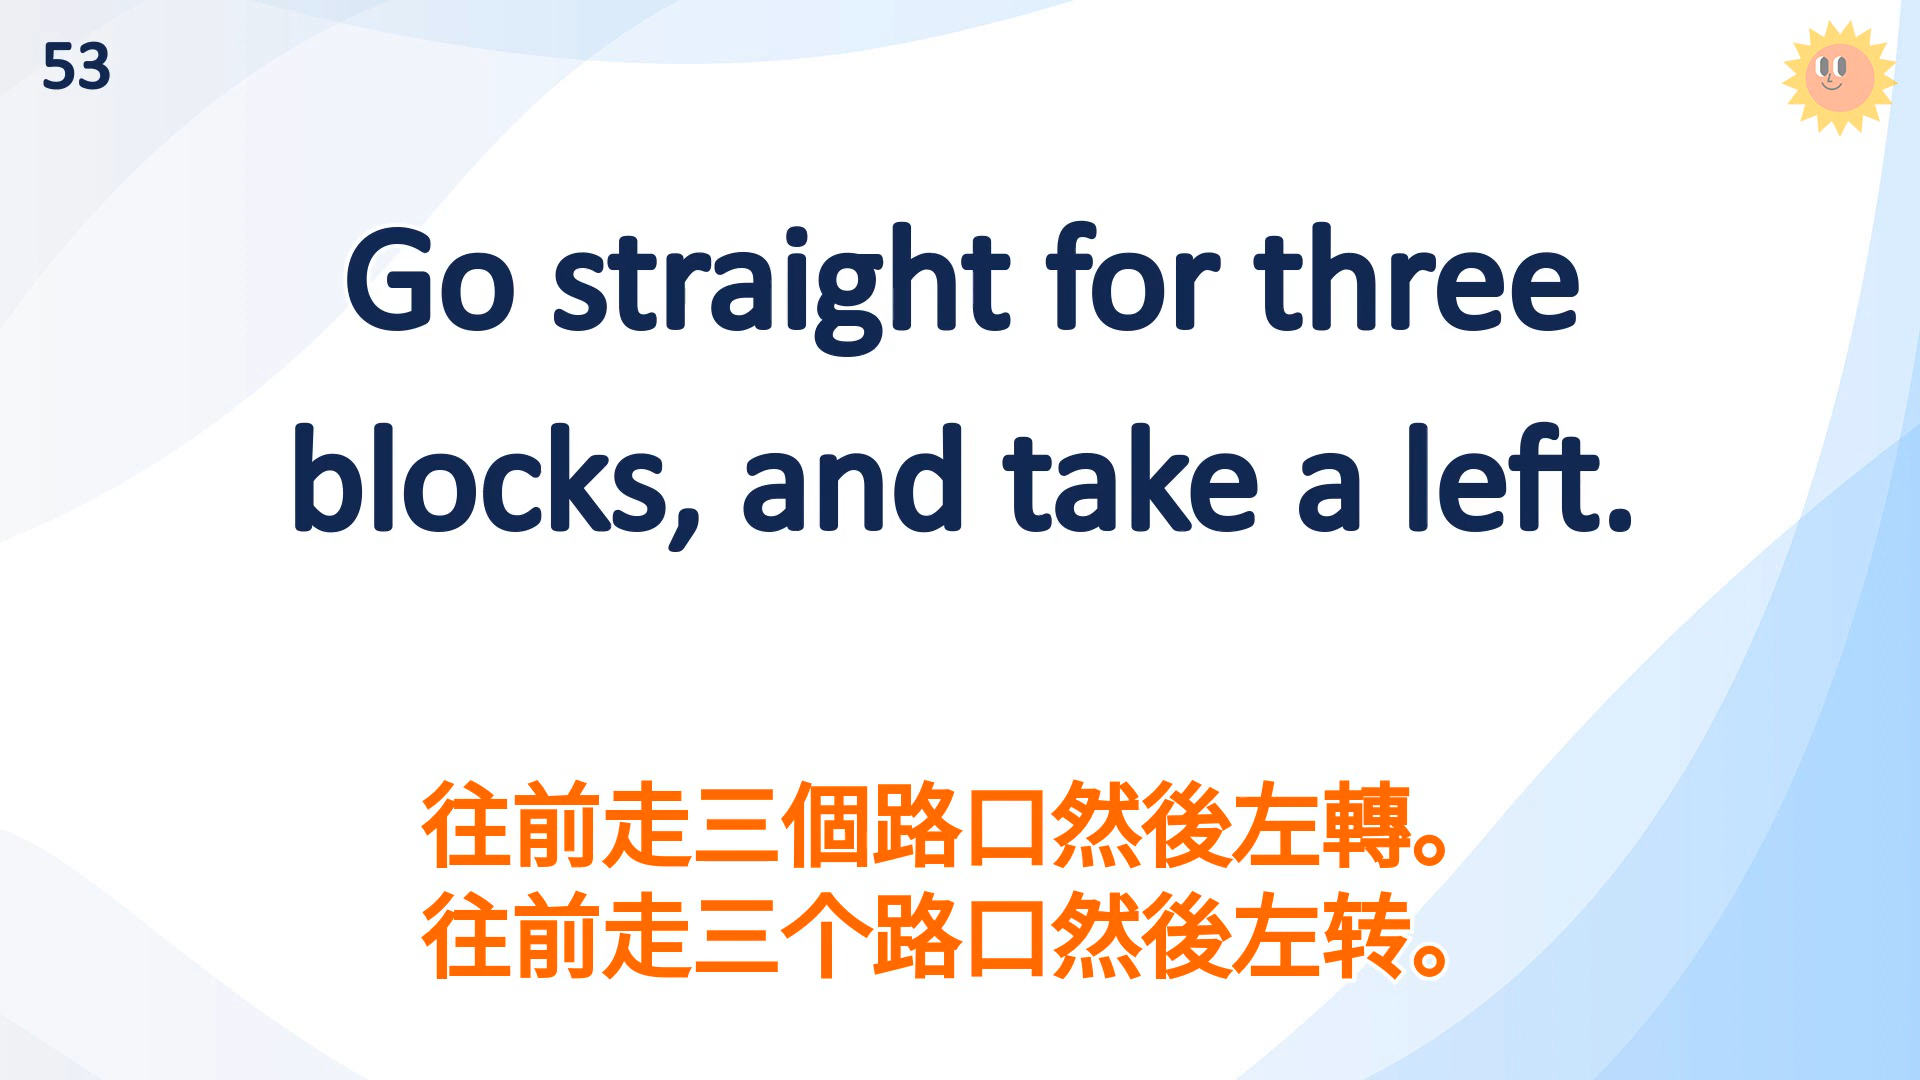 53
Go straight for three
blocks, and take a left.
往前走三個路口然後左轉。
往前走三个路口然後左转。